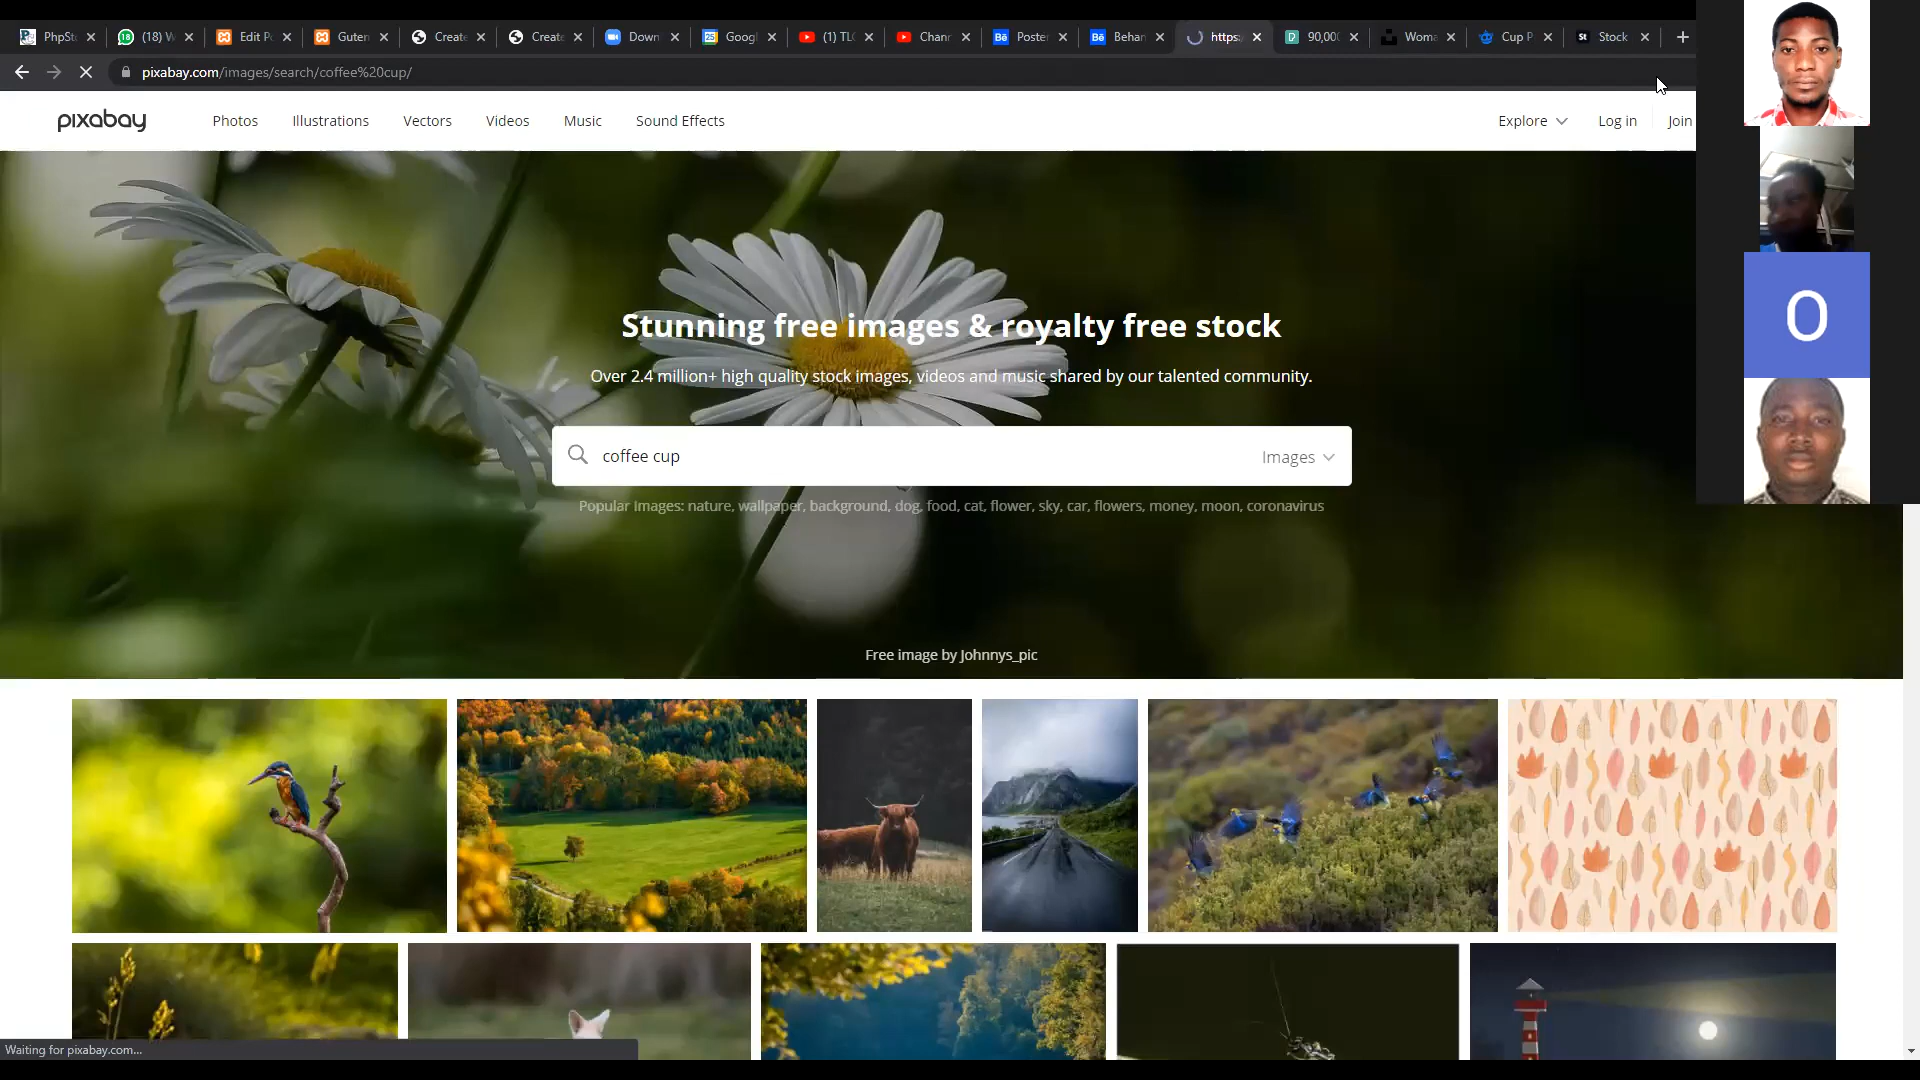 PhpSt
(18) W
Edit P
Guten
Create
Create
Down
Googl
(1) TL
Chann
Poster
Behan
https:
90,00
Woma
Cup P
Stock
pixabay.com/images/search/coffee%20cup/
pixabay
Photos
Illustrations
Vectors
Videos
Music
Sound Effects
Explore
Log in
Join
Stunning free images & royalty free stock
Over 2.4 million+ high quality stock images, videos and music shared by our talented community.
coffee cup
Images
Popular Images: nature, wallpaper, background, dog, food, cat, flower, sky, car, flowers, money, moon, coronavirus
Free image by Johnnys_pic
O
Waiting for pixabay.com...